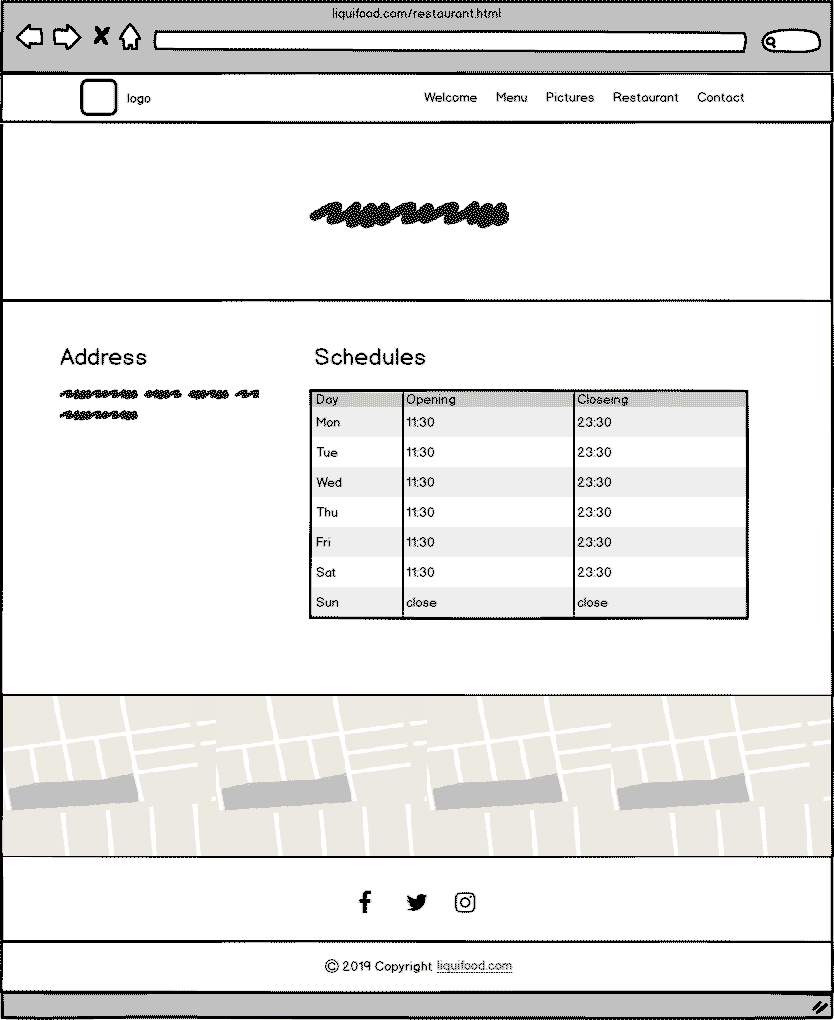 liquifood.com/restaurant.html
logo Welcome Menu Pictures Restaurant Contact
Address Schedules
Day Opening Closeing
Mon 11:30 23:30
Tue 11:30 23:30
Wed 11:30 23:30
Thu 11:30 23:30
Fri 11:30 23:30
Sat 11:30 23:30
Sun close close
© 2019 Copyright liquifood.com